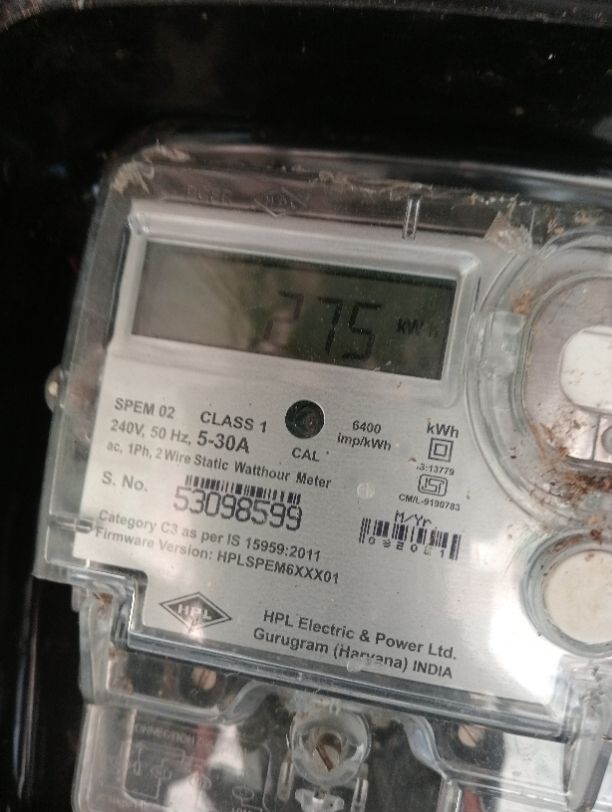 275 kWh
SPEM 02 CLASS 1
240V, 50 Hz, 5-30A
ac, 1Ph, 2 Wire Static Watthour Meter
CAL
6400
imp/kWh
kWh
S. No.
53098599
CM/L-9190783
M/Yr.
Category C3 as per IS 15959:2011
Firmware Version: HPLSPEM6XXX01
HPL
HPL Electric & Power Ltd.
Gurugram (Haryana) INDIA